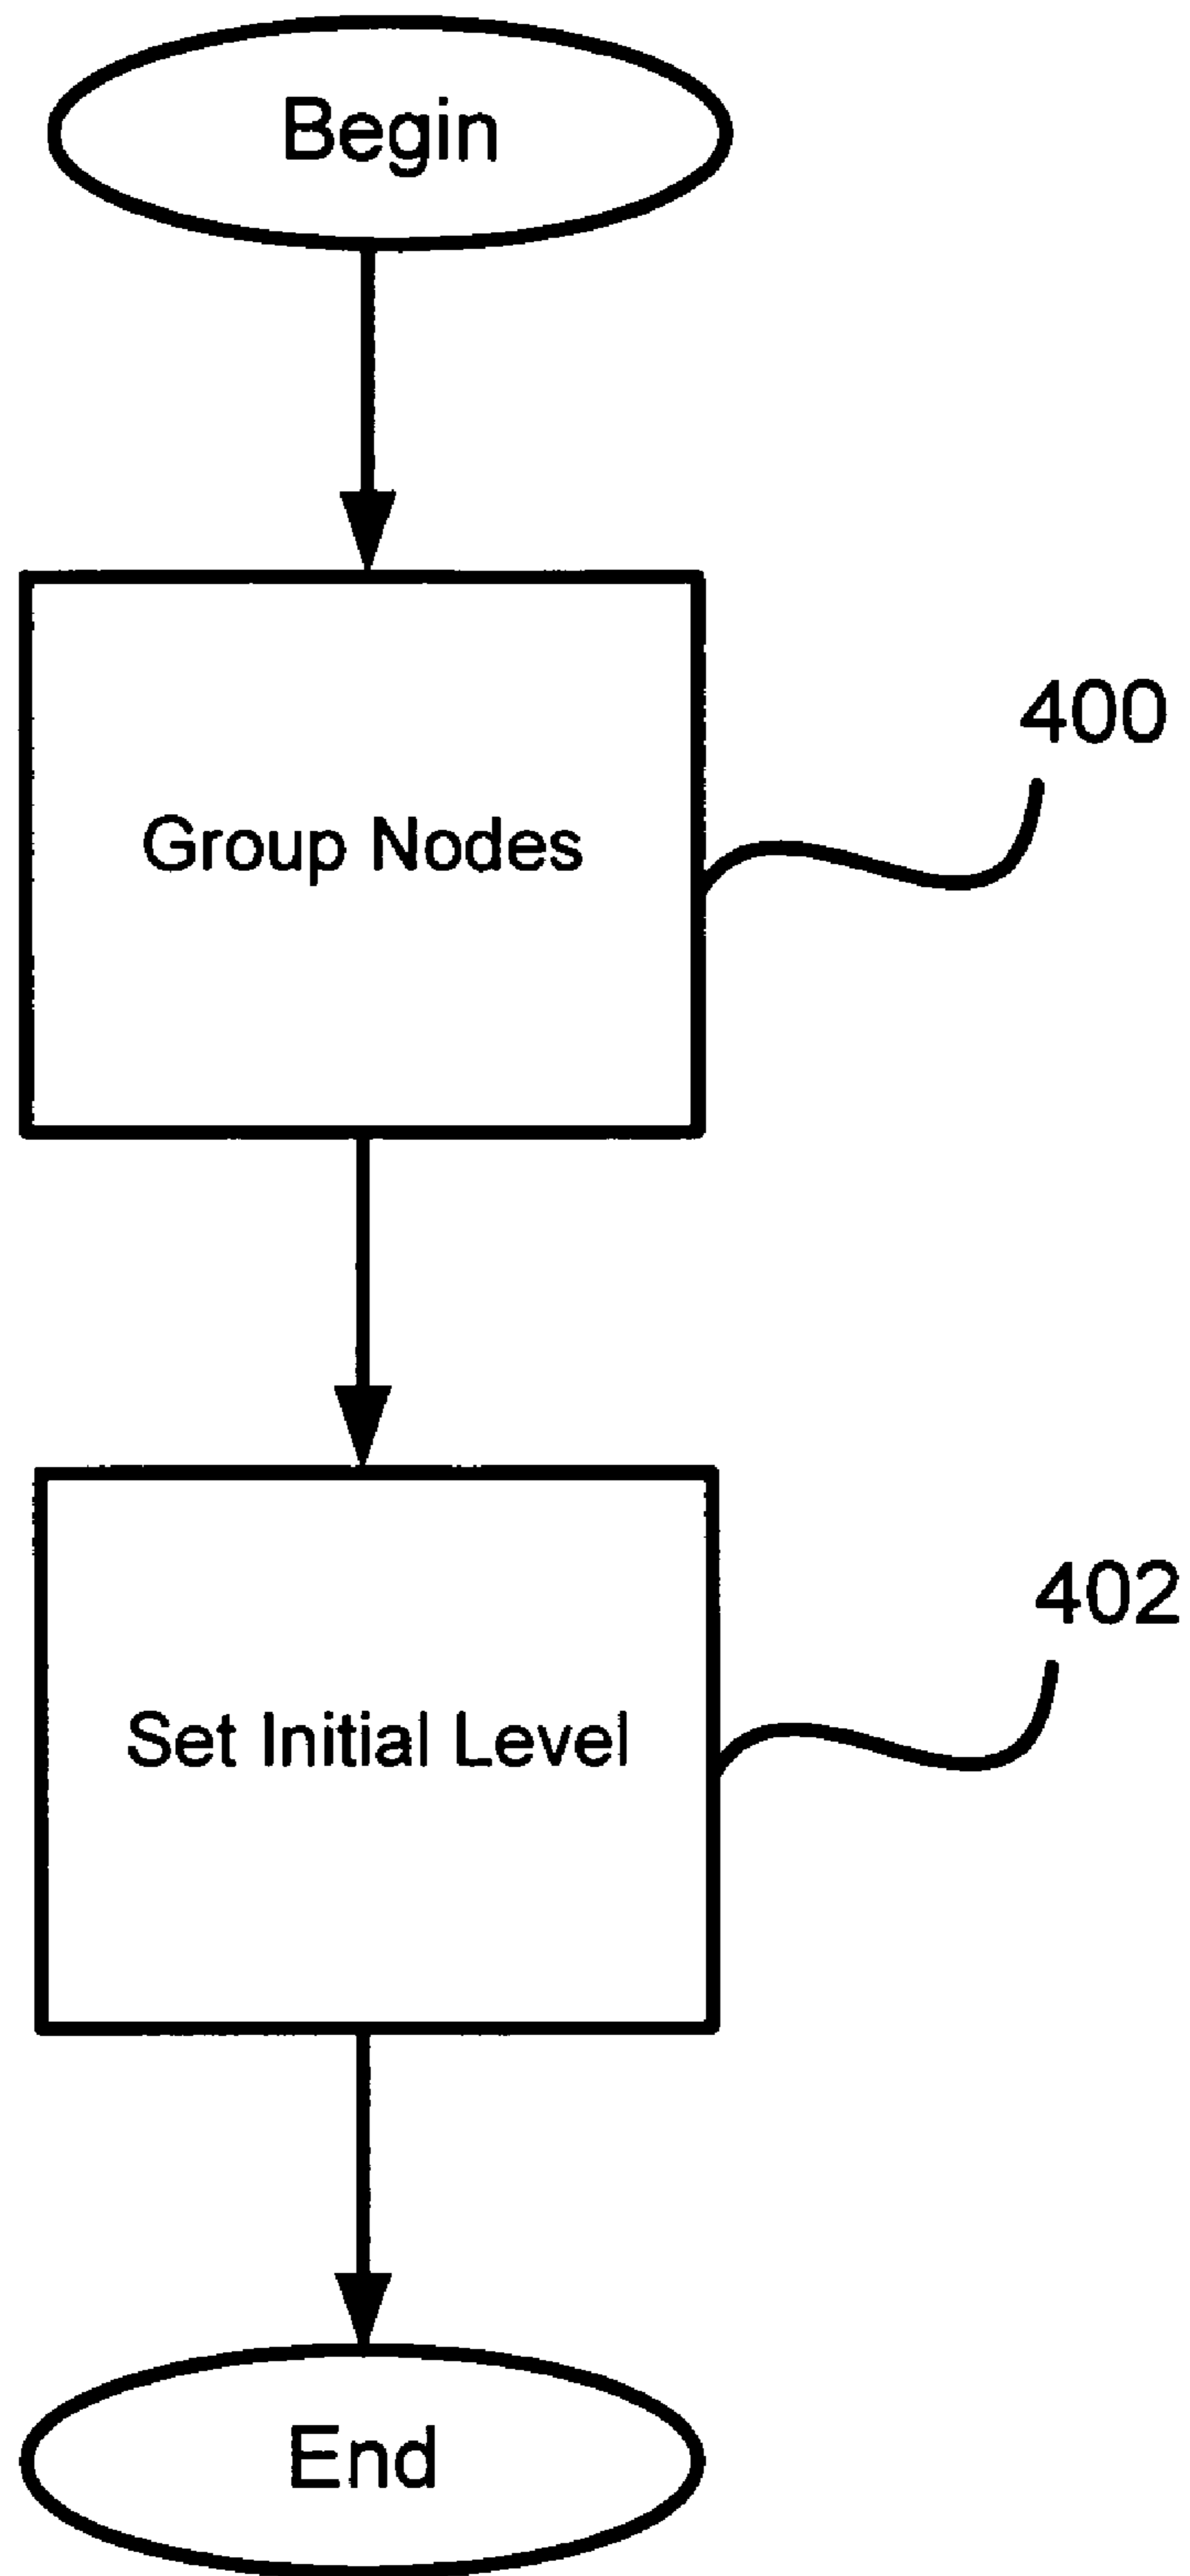 Begin
400
Group Nodes
402
Set Initial Level
End